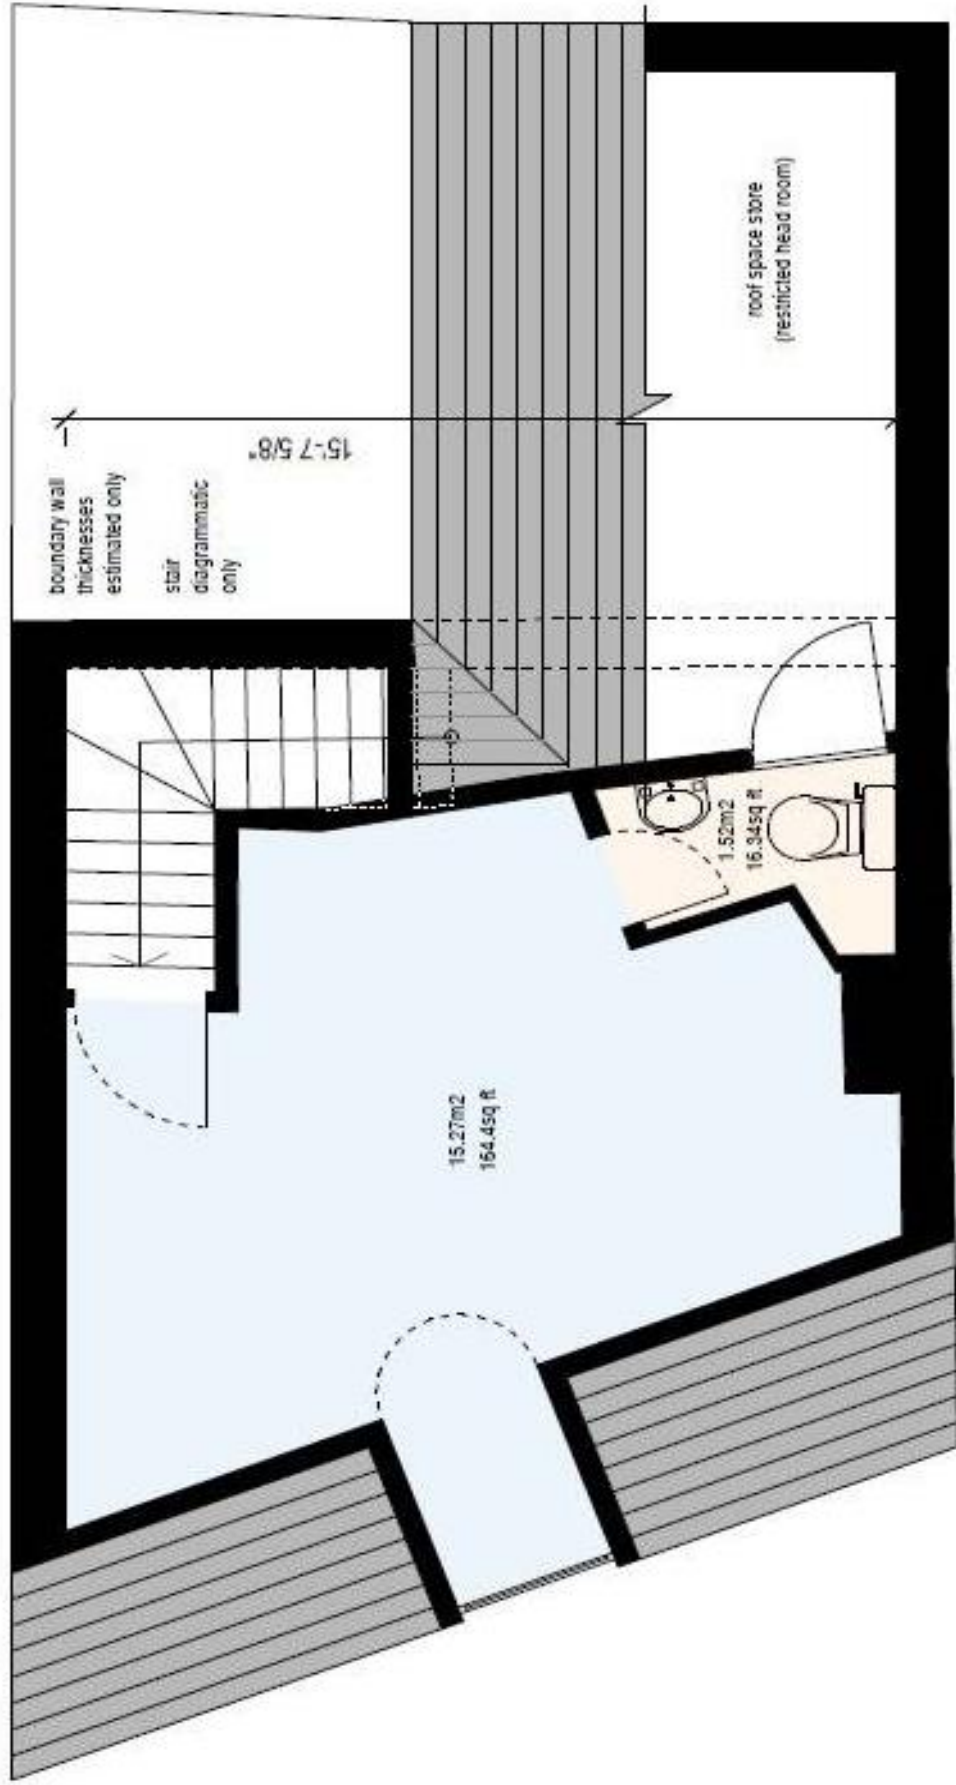 boundary wall
thicknesses
estimated only
stair
diagrammatic
only
15'-7 5/8"
roof space store
(restricted head room)
1.52m2
16.34sq ft
15.27m2
164.4sq ft